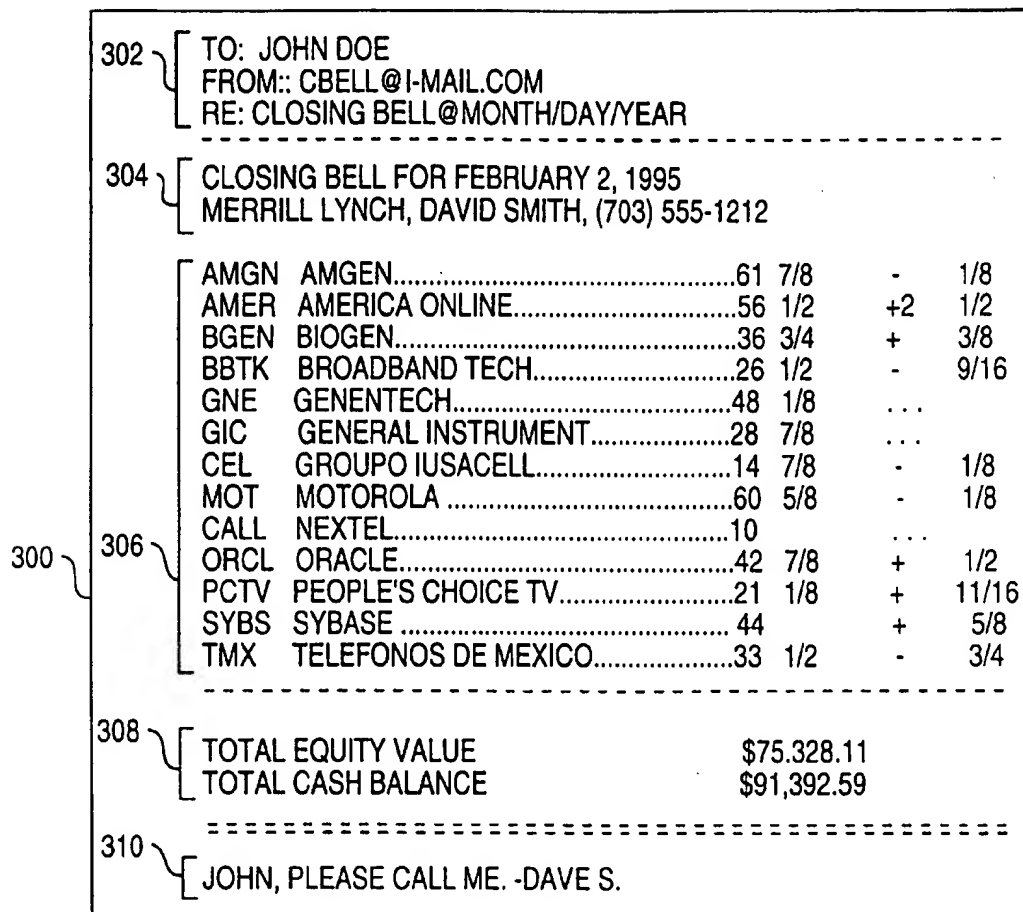 302 TO: JOHN DOE
FROM:: CBELL@I-MAIL.COM
RE: CLOSING BELL@MONTH/DAY/YEAR
304 CLOSING BELL FOR FEBRUARY 2, 1995
MERRILL LYNCH, DAVID SMITH, (703) 555-1212
AMGN AMGEN..........................................61 7/8 - 1/8
AMER AMERICA ONLINE...........................56 1/2 +2 1/2
BGEN BIOGEN.........................................36 3/4 + 3/8
BBTK BROADBAND TECH........................26 1/2 - 9/16
GNE GENENTECH..................................48 1/8 ...
GIC GENERAL INSTRUMENT.................28 7/8 ...
CEL GROUPO IUSACELL........................14 7/8 - 1/8
MOT MOTOROLA ..................................60 5/8 - 1/8
CALL NEXTEL.........................................10 ...
300 306 ORCL ORACLE........................................42 7/8 + 1/2
PCTV PEOPLE'S CHOICE TV.....................21 1/8 + 11/16
SYBS SYBASE ........................................ 44 + 5/8
TMX TELEFONOS DE MEXICO.................33 1/2 - 3/4
308 TOTAL EQUITY VALUE $75.328.11
TOTAL CASH BALANCE $91,392.59
310 JOHN, PLEASE CALL ME. -DAVE S.